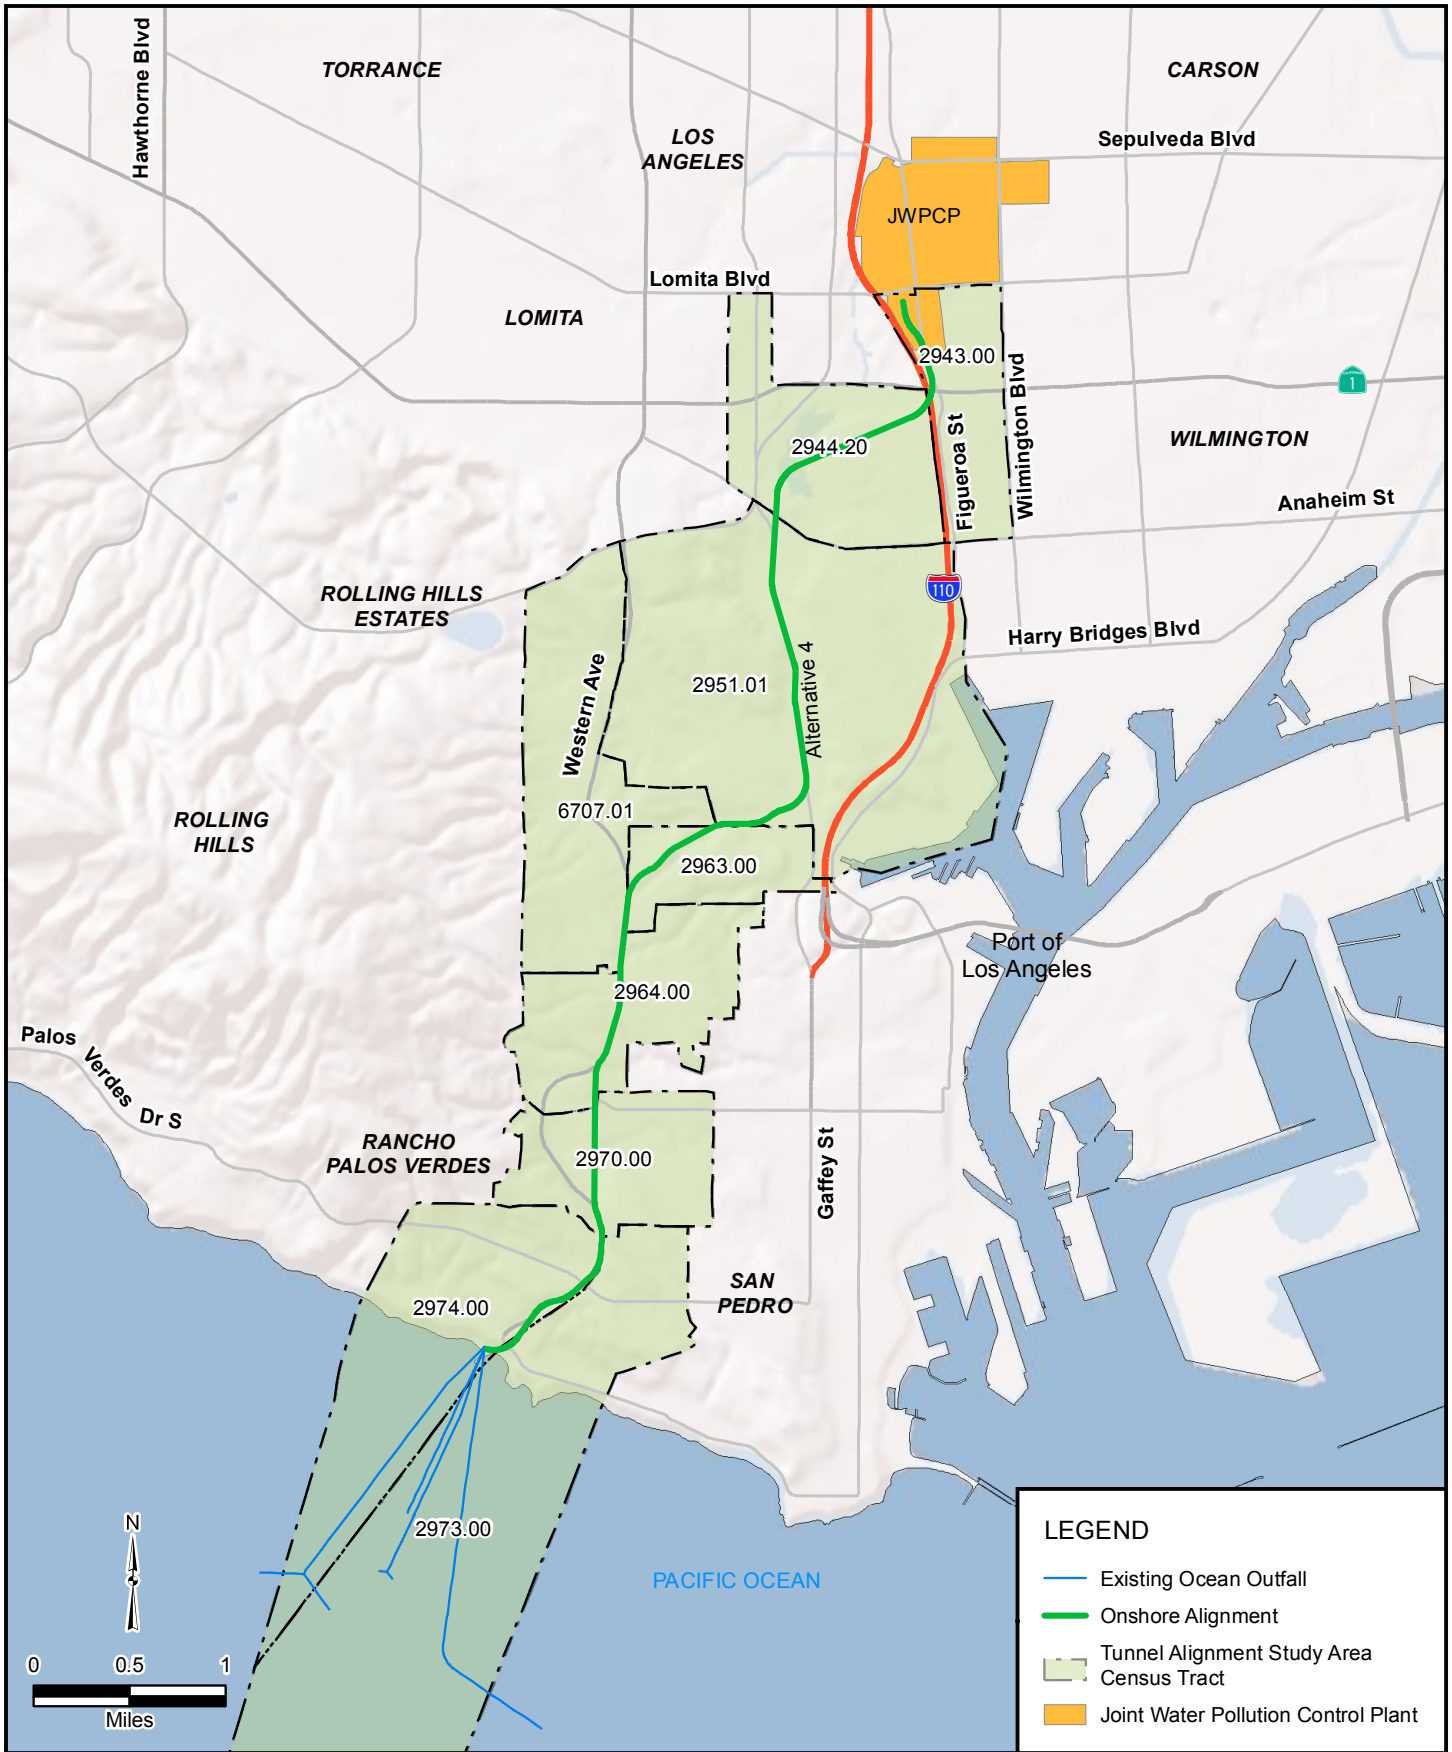 Hawthorne Blvd
TORRANCE
CARSON
LOS
ANGELES
Sepulveda Blvd
JWPCP
Lomita Blvd
LOMITA
2943.00
Wilmington Blvd
CALIFORNIA
1
2944.20
Figueroa St
WILMINGTON
Anaheim St
ROLLING HILLS
ESTATES
110
Harry Bridges Blvd
Western Ave
2951.01
Alternative 4
6707.01
ROLLING
HILLS
2963.00
Port of
Los Angeles
2964.00
Palos Verdes Dr S
RANCHO
PALOS VERDES
2970.00
Gaffey St
SAN
PEDRO
2974.00
2973.00
PACIFIC OCEAN
N
0 0.5 1
Miles
LEGEND
Existing Ocean Outfall
Onshore Alignment
Tunnel Alignment Study Area
Census Tract
Joint Water Pollution Control Plant